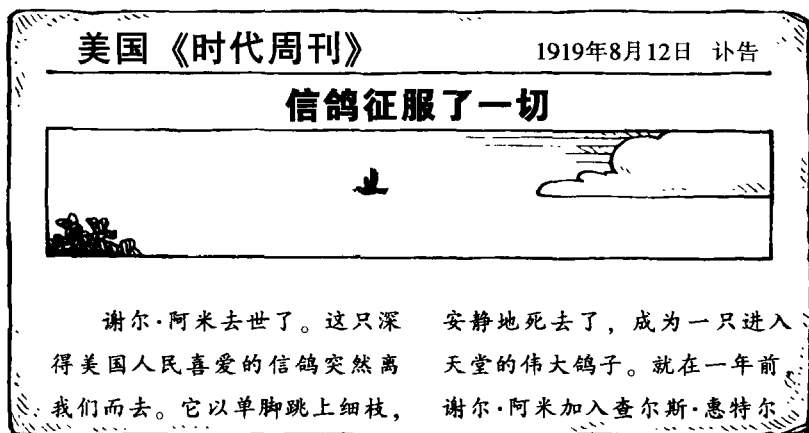 美国《时代周刊》
1919年8月12日 讣告
信鸽征服了一切
谢尔·阿米去世了。这只深
得美国人民喜爱的信鸽突然离
我们而去。它以单脚跳上细枝，
安静地死去了，成为一只进入
天堂的伟大鸽子。就在一年前，
谢尔·阿米加入查尔斯·惠特尔